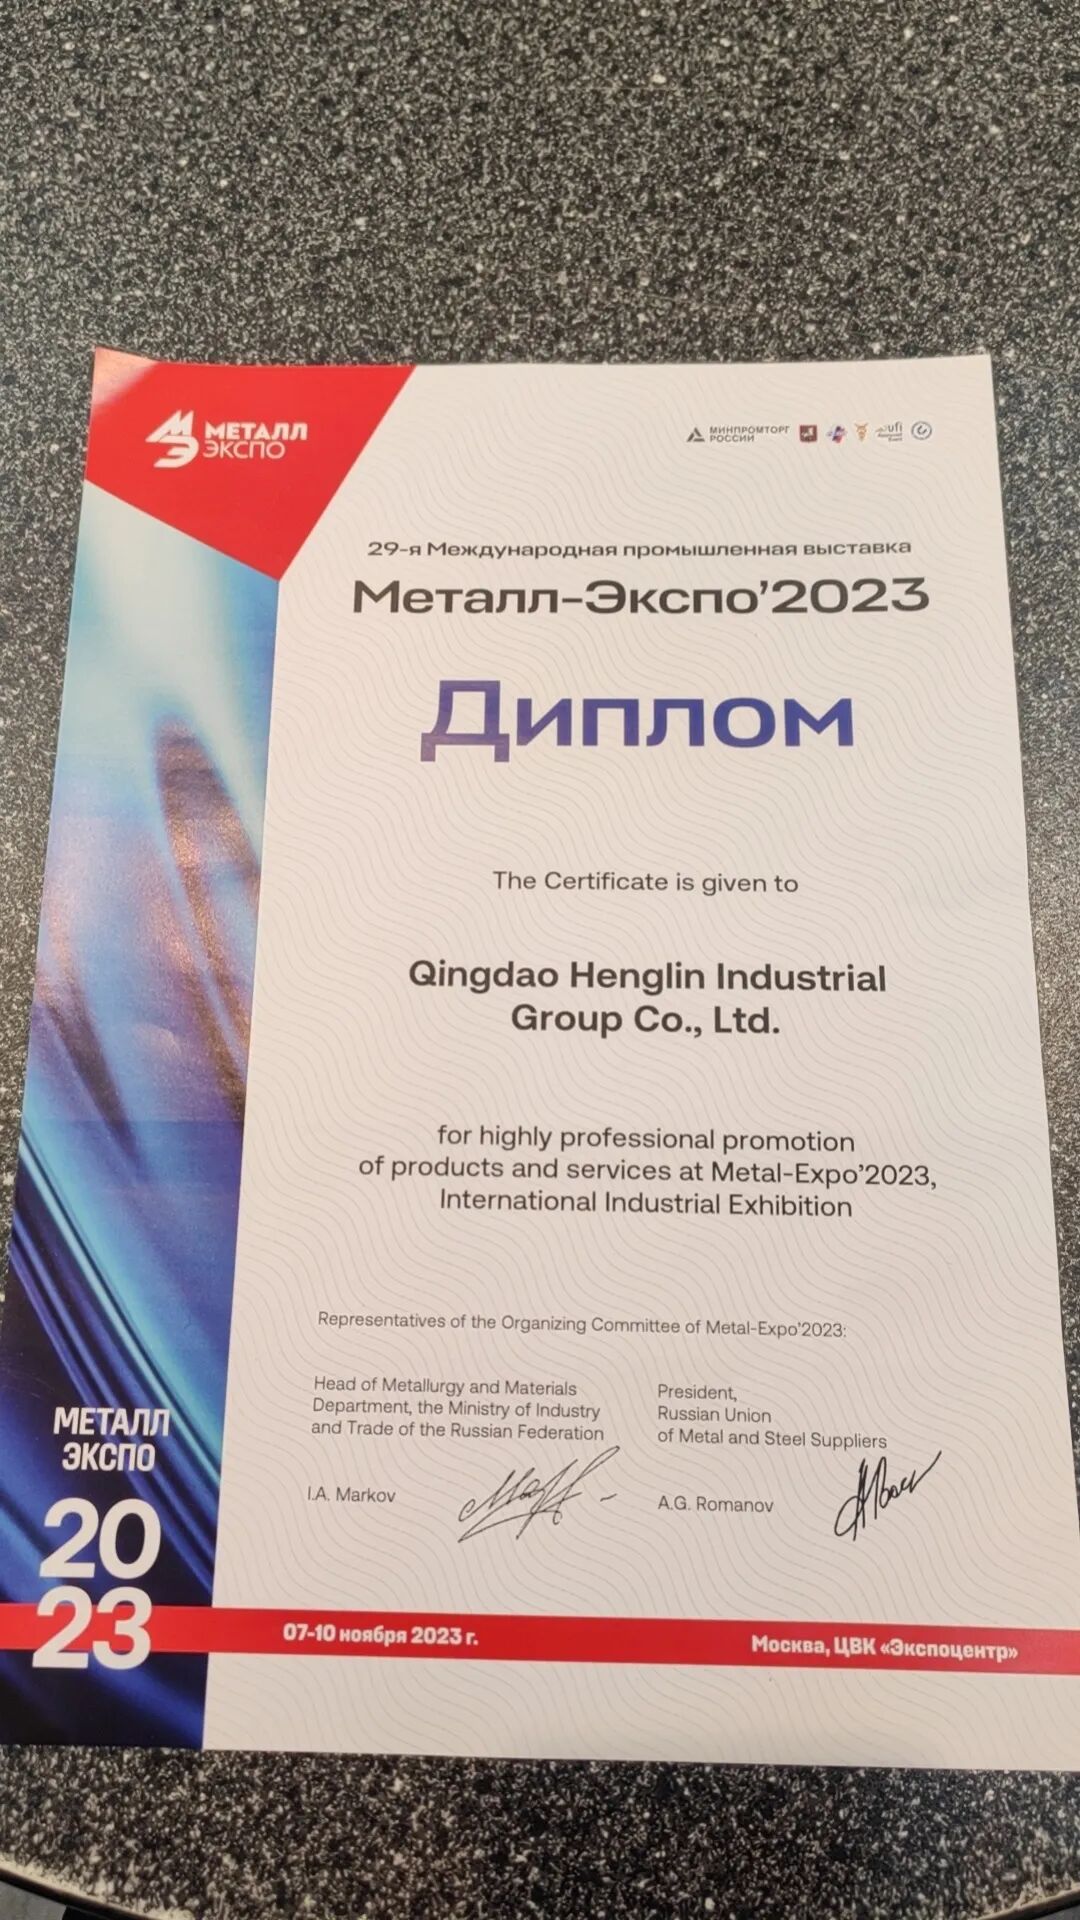 МЕТАЛЛ
ЭКСПО
МИНПРОМТОРГ
РОССИИ
ufi
29-я Международная промышленная выставка
Металл-Экспо’2023
Диплом
The Certificate is given to
Qingdao Henglin Industrial
Group Co., Ltd.
for highly professional promotion
of products and services at Metal-Expo’2023,
International Industrial Exhibition
Representatives of the Organizing Committee of Metal-Expo’2023:
Head of Metallurgy and Materials
Department, the Ministry of Industry
and Trade of the Russian Federation
I.A. Markov
President,
Russian Union
of Metal and Steel Suppliers
A.G. Romanov
МЕТАЛЛ
ЭКСПО
20
23
07-10 ноября 2023 г.
Москва, ЦВК «Экспоцентр»